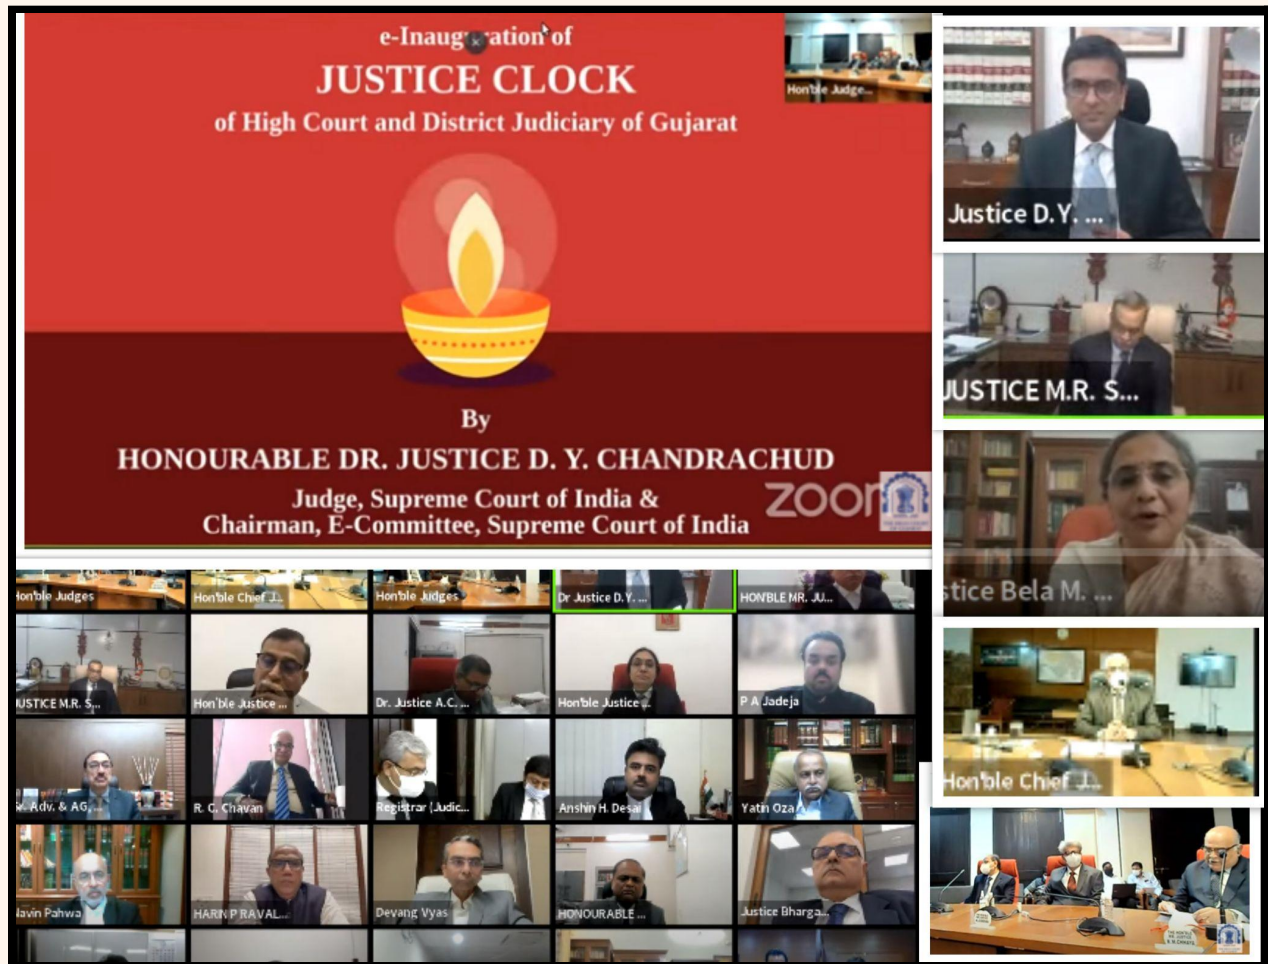 e-Inauguration of
JUSTICE CLOCK
of High Court and District Judiciary of Gujarat
By
HONOURABLE DR. JUSTICE D. Y. CHANDRACHUD
Judge, Supreme Court of India &
Chairman, E-Committee, Supreme Court of India
zoom
Hon'ble Judge...
Justice D.Y. ...
JUSTICE M.R. S...
stice Bela M. ...
Hon'ble Chief J...
Hon'ble Judges
Hon'ble Chief J...
Hon'ble Judges
Dr Justice D.Y. ...
HON'BLE MR. JU...
JUSTICE M.R. S...
Hon'ble Justice ...
Dr. Justice A.C. ...
Hon'ble Justice ...
P A Jadeja
Sr. Adv. & AG, ...
R. C. Chavan
Registrar (Judic...
Anshin H. Desai
Yatin Oza
Navin Pahwa
HARIN P RAVAL...
Devang Vyas
HONOURABLE ...
Justice Bharga...